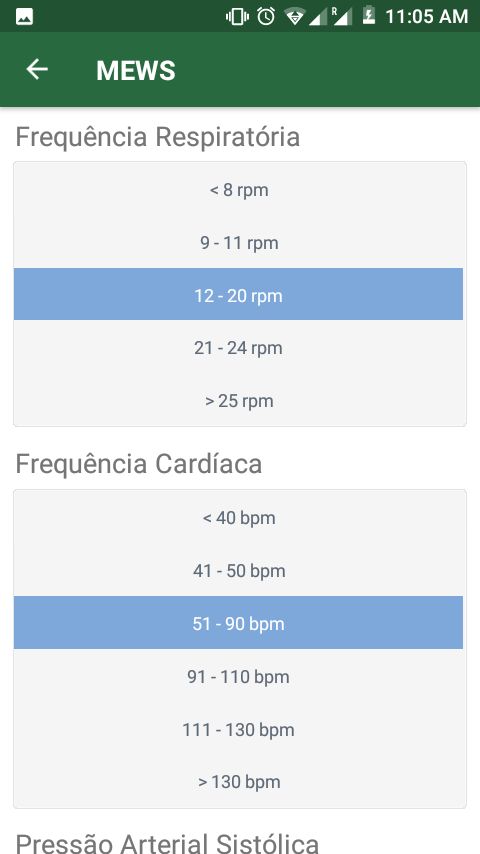 R
11:05 AM
MEWS
Frequência Respiratória
< 8 rpm
9 - 11 rpm
12 - 20 rpm
21 - 24 rpm
> 25 rpm
Frequência Cardíaca
< 40 bpm
41 - 50 bpm
51 - 90 bpm
91 - 110 bpm
111 - 130 bpm
> 130 bpm
Pressão Arterial Sistólica